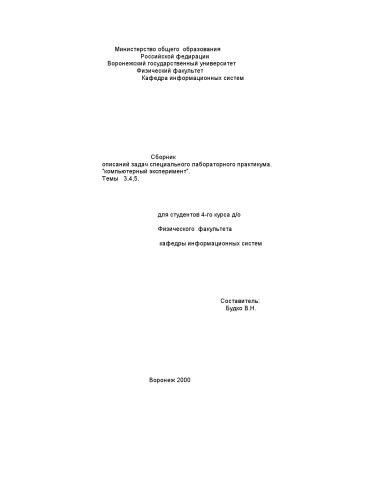 Министерство общего образования
Российской федерации
Воронежский государственный университет
Физический факультет
Кафедра информационных систем
Сборник
описаний задач специального лабораторного практикума.
"компьютерный эксперимент".
Темы 3,4,5.
для студентов 4-го курса д/о
Физического факультета
кафедры информационных систем
Составитель:
Будко В.Н.
Воронеж 2000